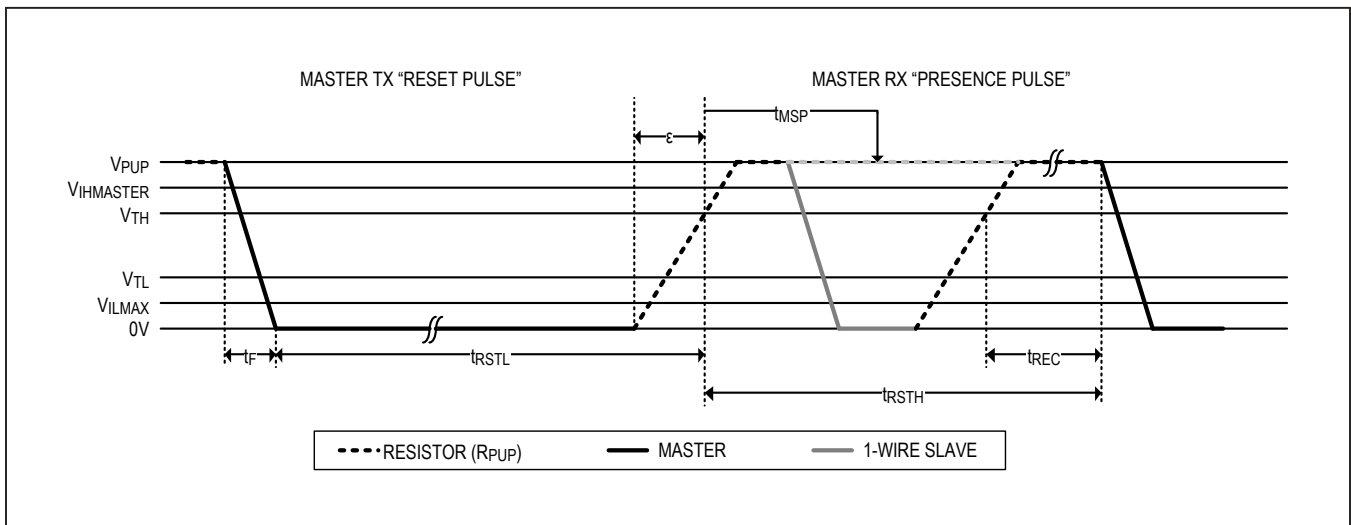 MASTER TX “RESET PULSE”
MASTER RX “PRESENCE PULSE”
tMSP
ε
VPUP
VIHMASTER
VTH
VTL
VILMAX
0V
tF
tRSTL
tREC
tRSTH
RESISTOR (RPUP)
MASTER
1-WIRE SLAVE